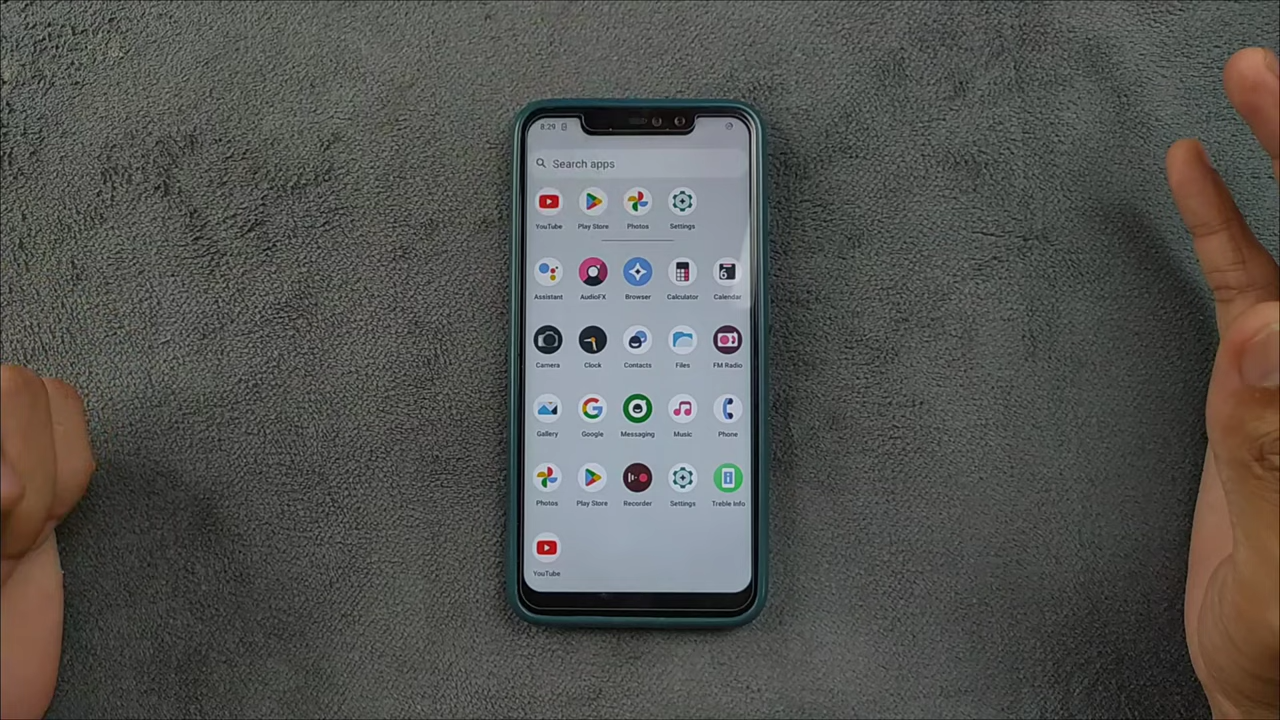 8:29
Search apps
YouTube Play Store Photos Settings
Assistant AudioFX Browser Calculator Calendar
6
Camera Clock Contacts Files FM Radio
Gallery Google Messaging Music Phone
Photos Play Store Recorder Settings Treble Info
YouTube